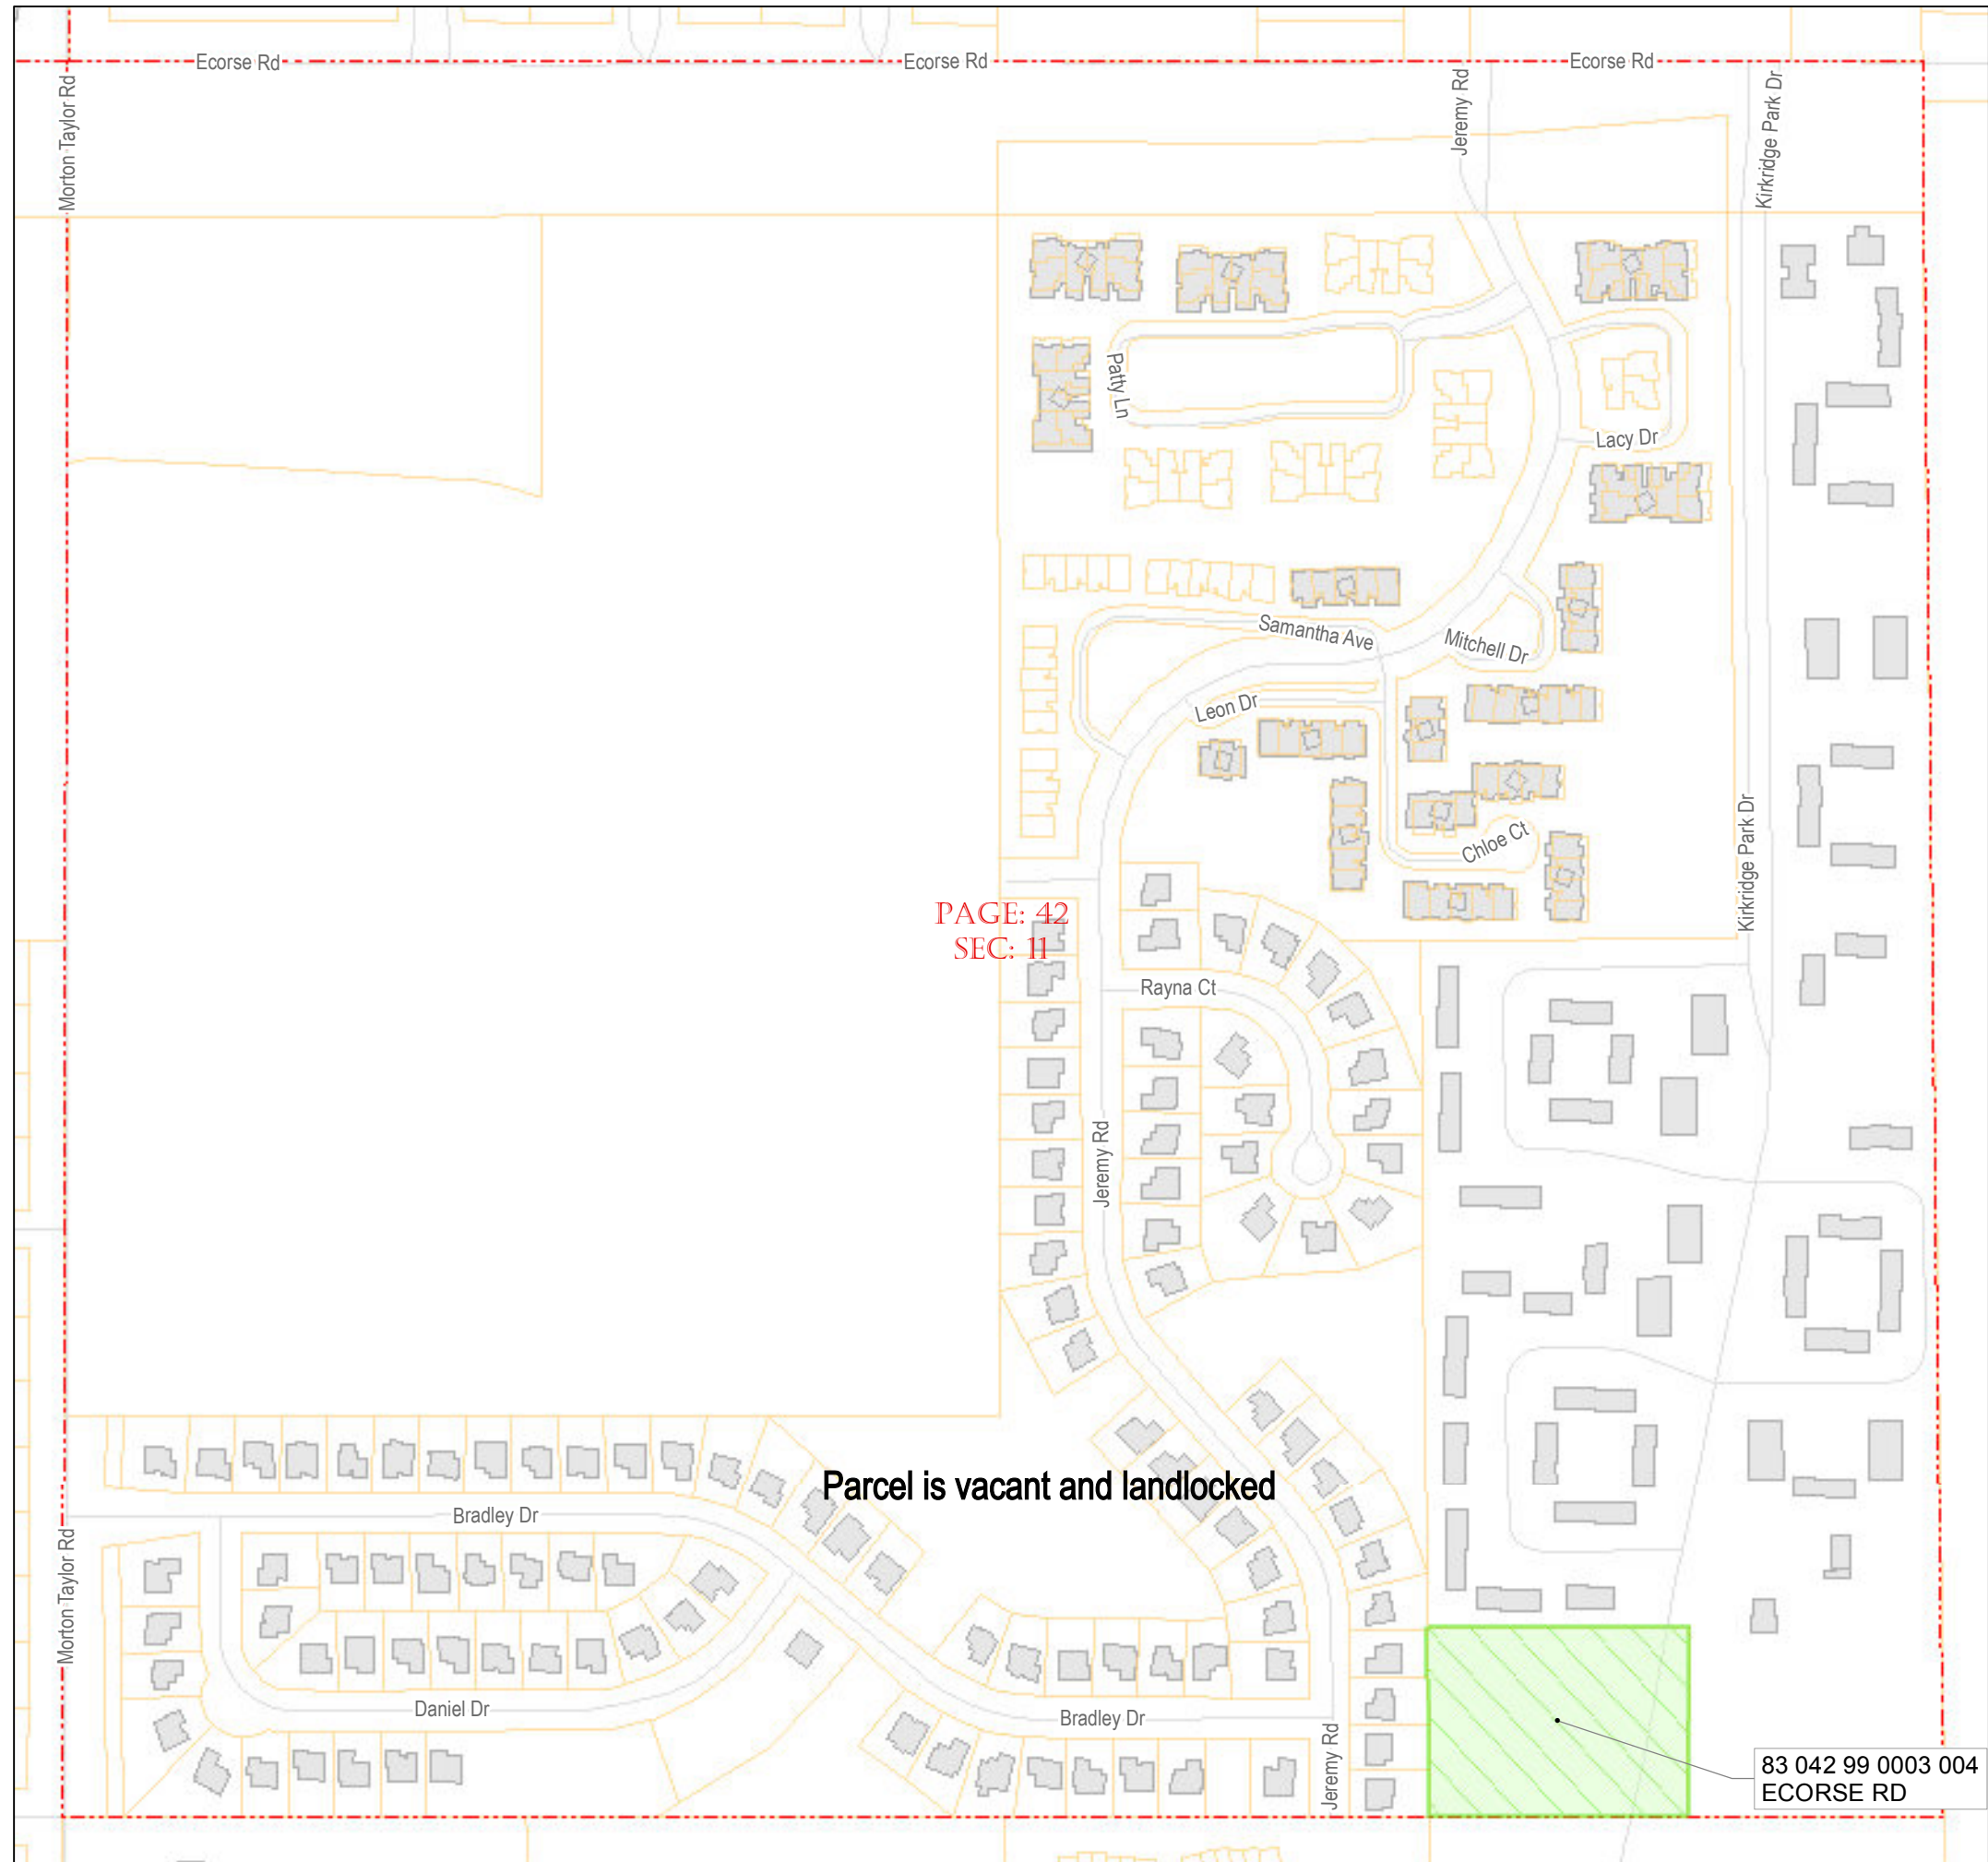 Ecorse Rd
Ecorse Rd
Ecorse Rd
Morton Taylor Rd
Jeremy Rd
Kirkridge Park Dr
Patty Ln
Lacy Dr
Samantha Ave
Mitchell Dr
Leon Dr
Chloe Ct
Kirkridge Park Dr
PAGE: 42
SEC: 11
Rayna Ct
Jeremy Rd
Parcel is vacant and landlocked
Bradley Dr
Morton Taylor Rd
Daniel Dr
Bradley Dr
Jeremy Rd
83 042 99 0003 004
ECORSE RD